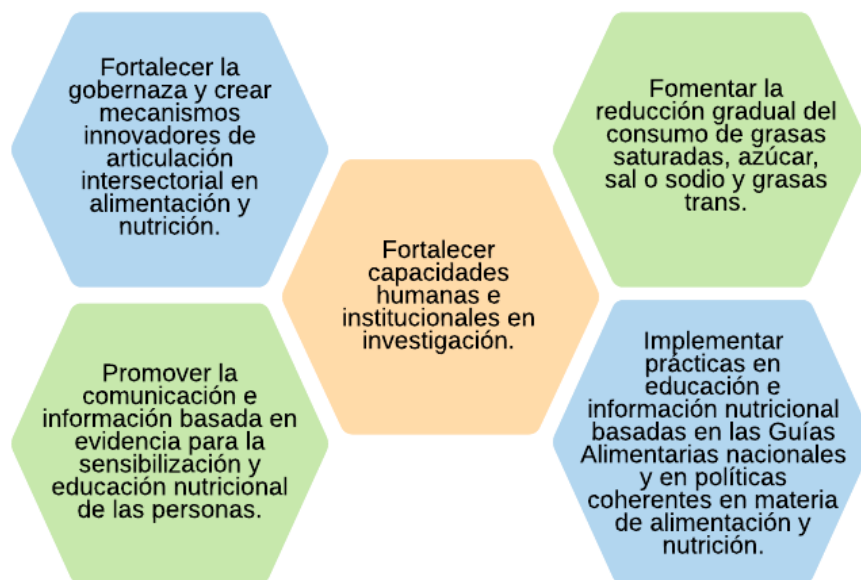 Fortalecer la
gobernaza y crear
mecanismos
innovadores de
articulación
intersectorial en
alimentación y
nutrición.
Fomentar la
reducción gradual del
consumo de grasas
saturadas, azúcar,
sal o sodio y grasas
trans.
Fortalecer
capacidades
humanas e
institucionales en
investigación.
Promover la
comunicación e
información basada en
evidencia para la
sensibilización y
educación nutricional
de las personas.
Implementar
prácticas en
educación e
información nutricional
basadas en las Guías
Alimentarias nacionales
y en políticas
coherentes en materia
de alimentación y
nutrición.